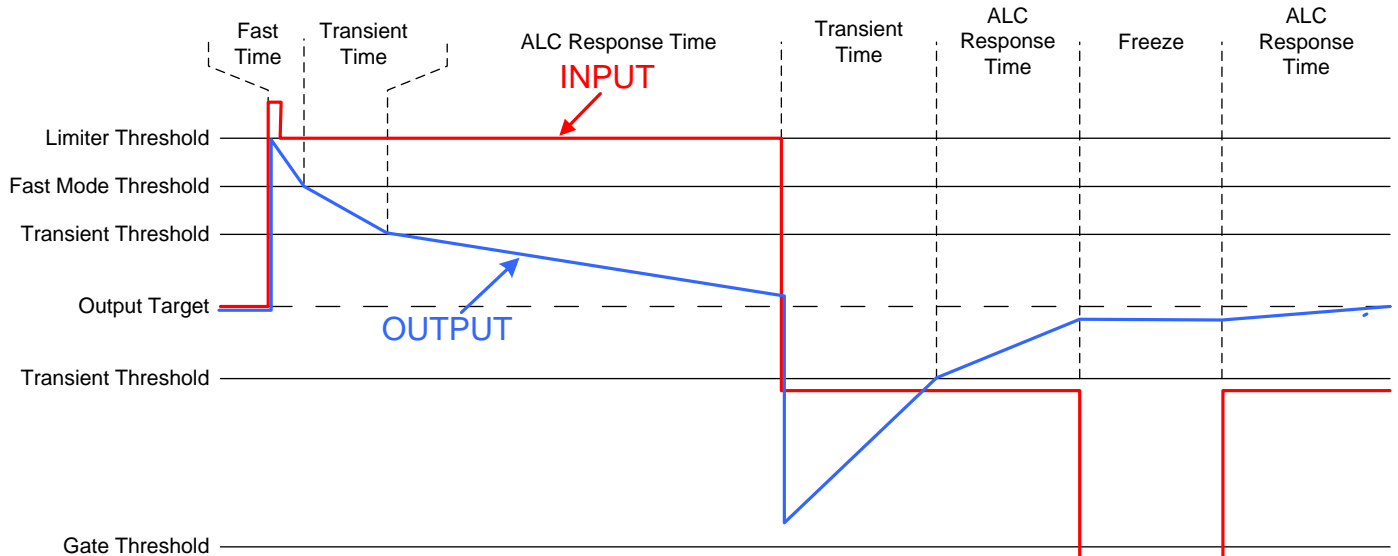 Fast
Time
Transient
Time
ALC Response Time
Transient
Time
ALC
Response
Time
Freeze
ALC
Response
Time
INPUT
Limiter Threshold
Fast Mode Threshold
Transient Threshold
Output Target
OUTPUT
Transient Threshold
Gate Threshold